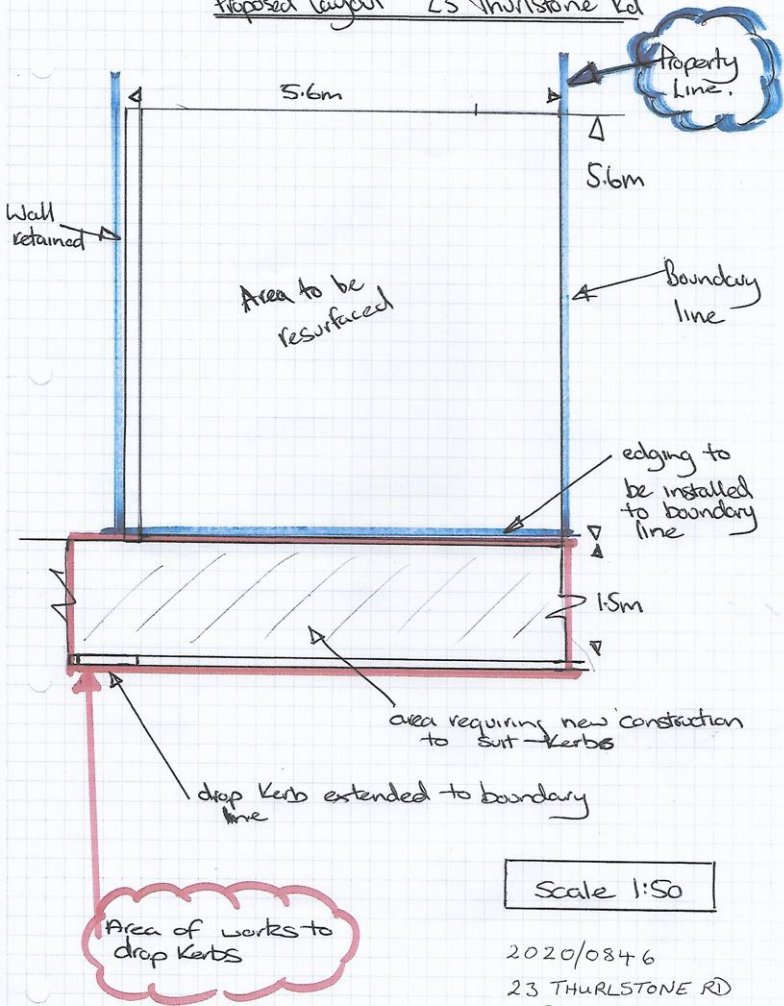 Proposed Layout 23 Thurlstone Rd
Property
Line.
5.6m
5.6m
Wall
retained
Area to be
resurfaced
Boundary
line
edging to
be installed
to boundary
line
1.5m
area requiring new construction
to suit kerbs
drop kerb extended to boundary
line
Area of works to
drop kerbs
Scale 1:50
2020/0846
23 THURLSTONE RD